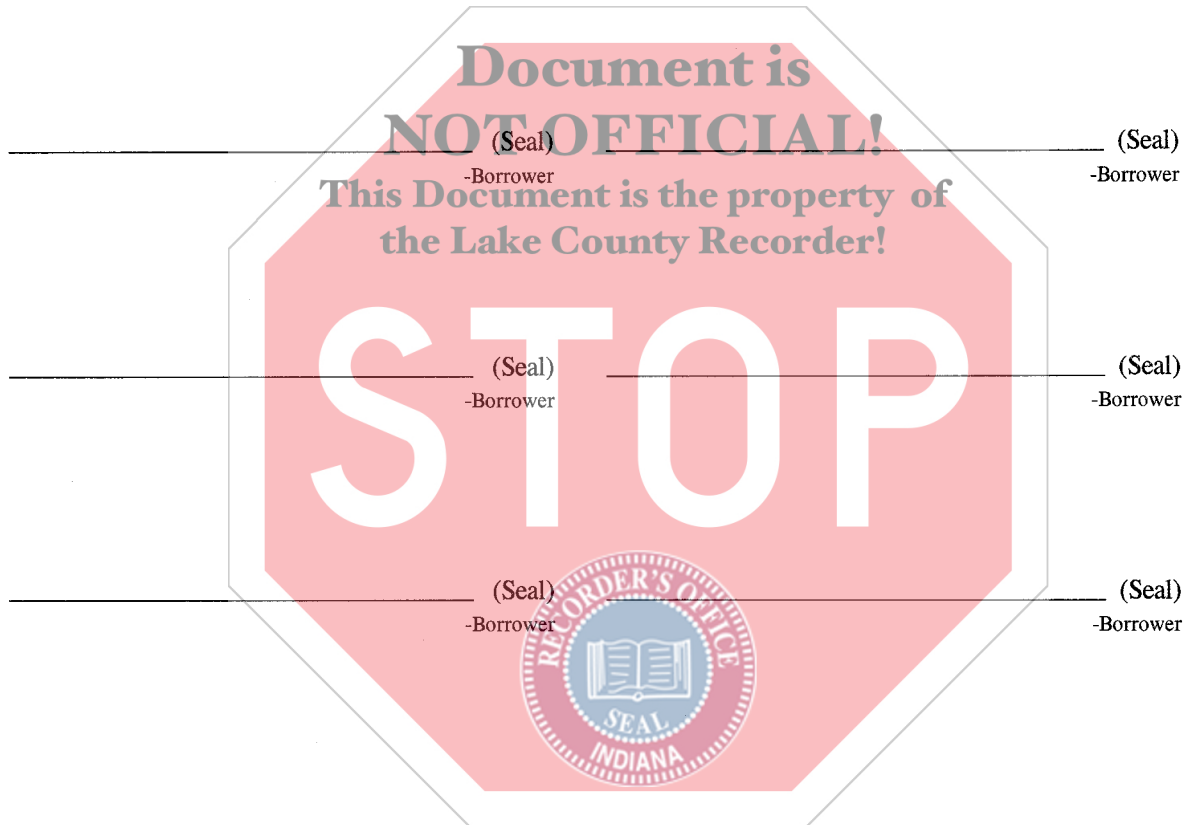 Document is
NOT OFFICIAL!
(Seal) (Seal)
-Borrower -Borrower
This Document is the property of
the Lake County Recorder!
STOP
(Seal) (Seal)
-Borrower -Borrower
(Seal) (Seal)
-Borrower -Borrower
RECORDER'S OFFICE
SEAL
INDIANA